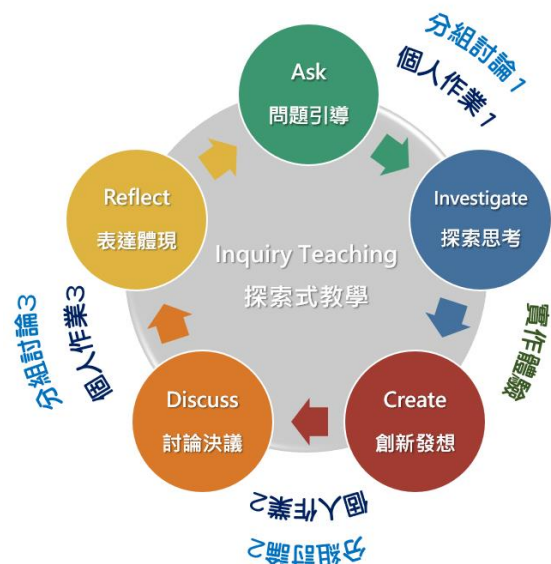 分組討論1
個人作業1
Ask
問題引導
Investigate
探索思考
實作體驗
Create
創新發想
個人作業2
分組討論2
Discuss
討論決議
分組討論3
個人作業3
Reflect
表達體現
Inquiry Teaching
探索式教學